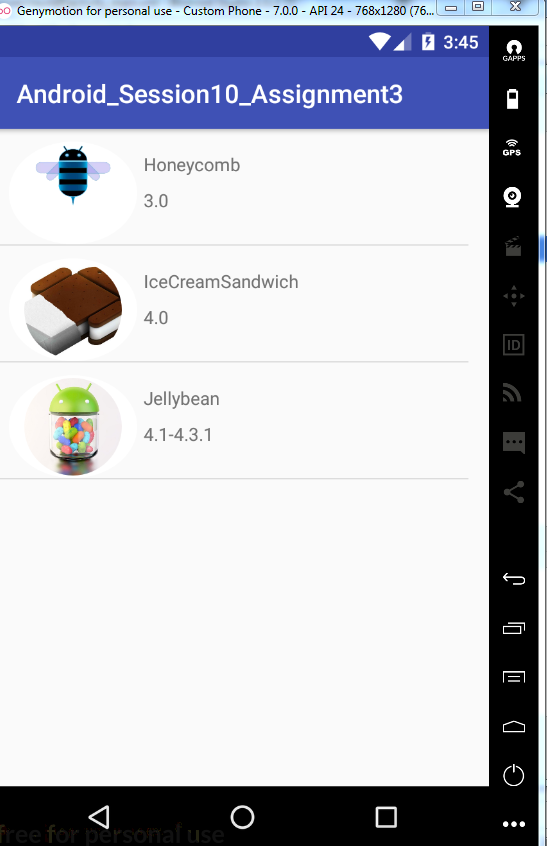 Genymotion for personal use - Custom Phone - 7.0.0 - API 24 - 768x1280 (76...
3:45
GAPPS
Android_Session10_Assignment3
GPS
Honeycomb
3.0
IceCreamSandwich
4.0
ID
Jellybean
4.1-4.3.1
free for personal use